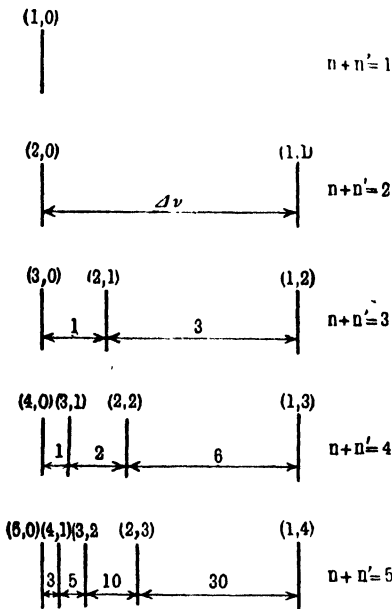 (1,0)
n+n'=1
(2,0) (1,1)
n+n'=2
Δν
(3,0) (2,1) (1,2)
n+n'=3
1 3
(4,0) (3,1) (2,2) (1,3)
n+n'=4
1 2 6
(5,0) (4,1) (3,2 (2,3) (1,4)
n+n'=5
3 5 10 30